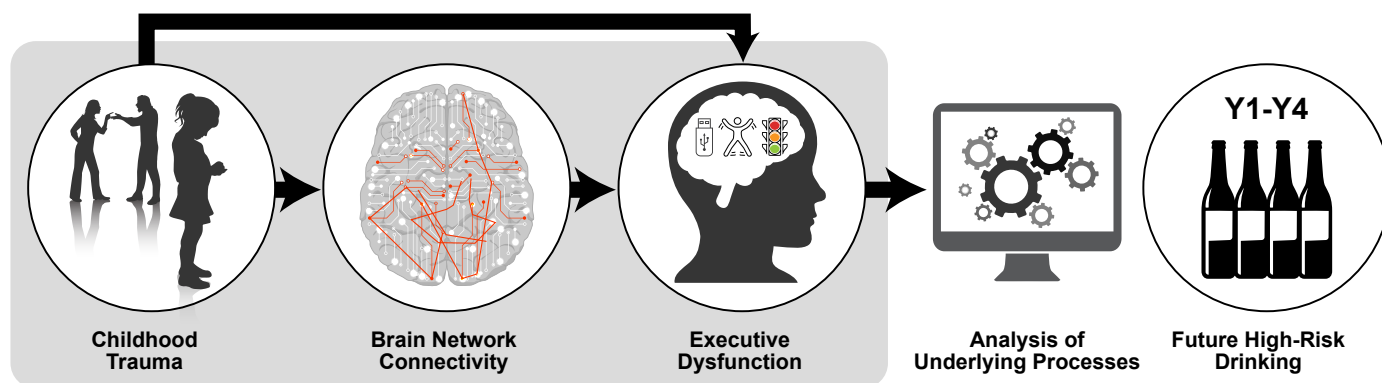 Y1-Y4
Childhood
Trauma
Brain Network
Connectivity
Executive
Dysfunction
Analysis of
Underlying Processes
Future High-Risk
Drinking